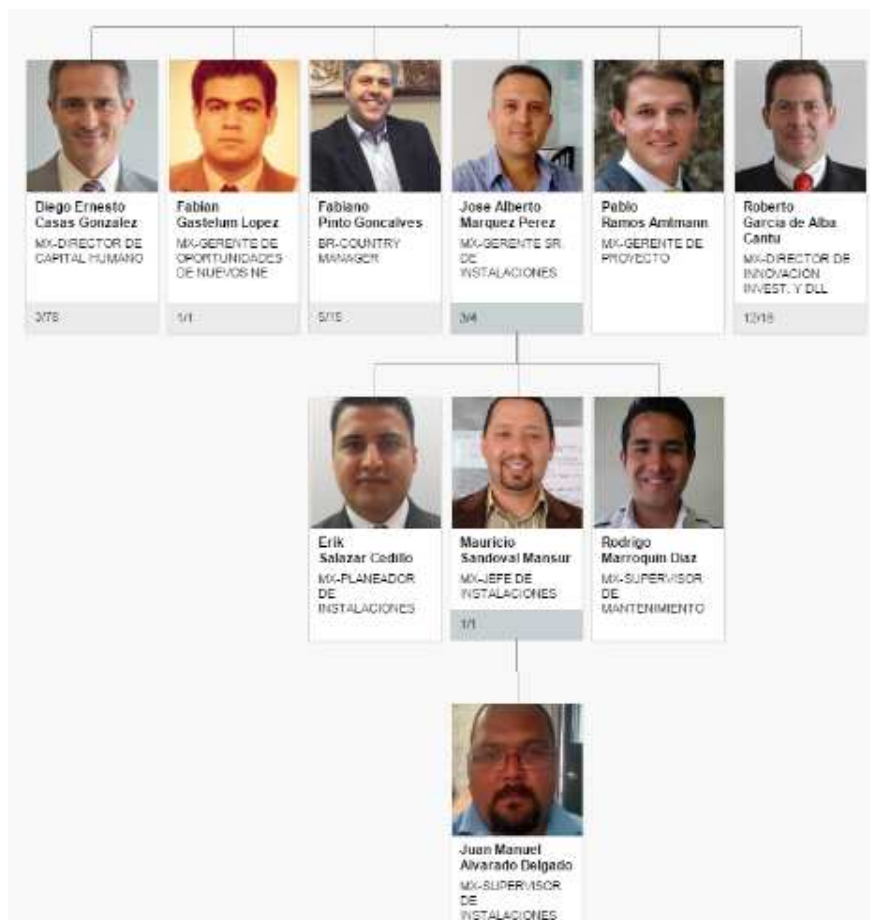 Diego Ernesto
Casas Gonzalez
MX-DIRECTOR DE
CAPITAL HUMANO
3/78
Fabian
Gastelum Lopez
MX-GERENTE DE
OPORTUNIDADES
DE NUEVOS NE
1/1
Fabiano
Pinto Goncalves
BR-COUNTRY
MANAGER
5/15
Jose Alberto
Marquez Perez
MX-GERENTE SR.
DE
INSTALACIONES
3/4
Pablo
Ramos Amtmann
MX-GERENTE DE
PROYECTO
Roberto
Garcia de Alba
Cantu
MX-DIRECTOR DE
INNOVACION
INVEST. Y DLL
12/18
Erik
Salazar Cedillo
MX-PLANEADOR
DE
INSTALACIONES
Mauricio
Sandoval Mansur
MX-JEFE DE
INSTALACIONES
1/1
Rodrigo
Marroquin Diaz
MX-SUPERVISOR
DE
MANTENIMIENTO
Juan Manuel
Alvarado Delgado
MX-SUPERVISOR
DE
INSTALACIONES